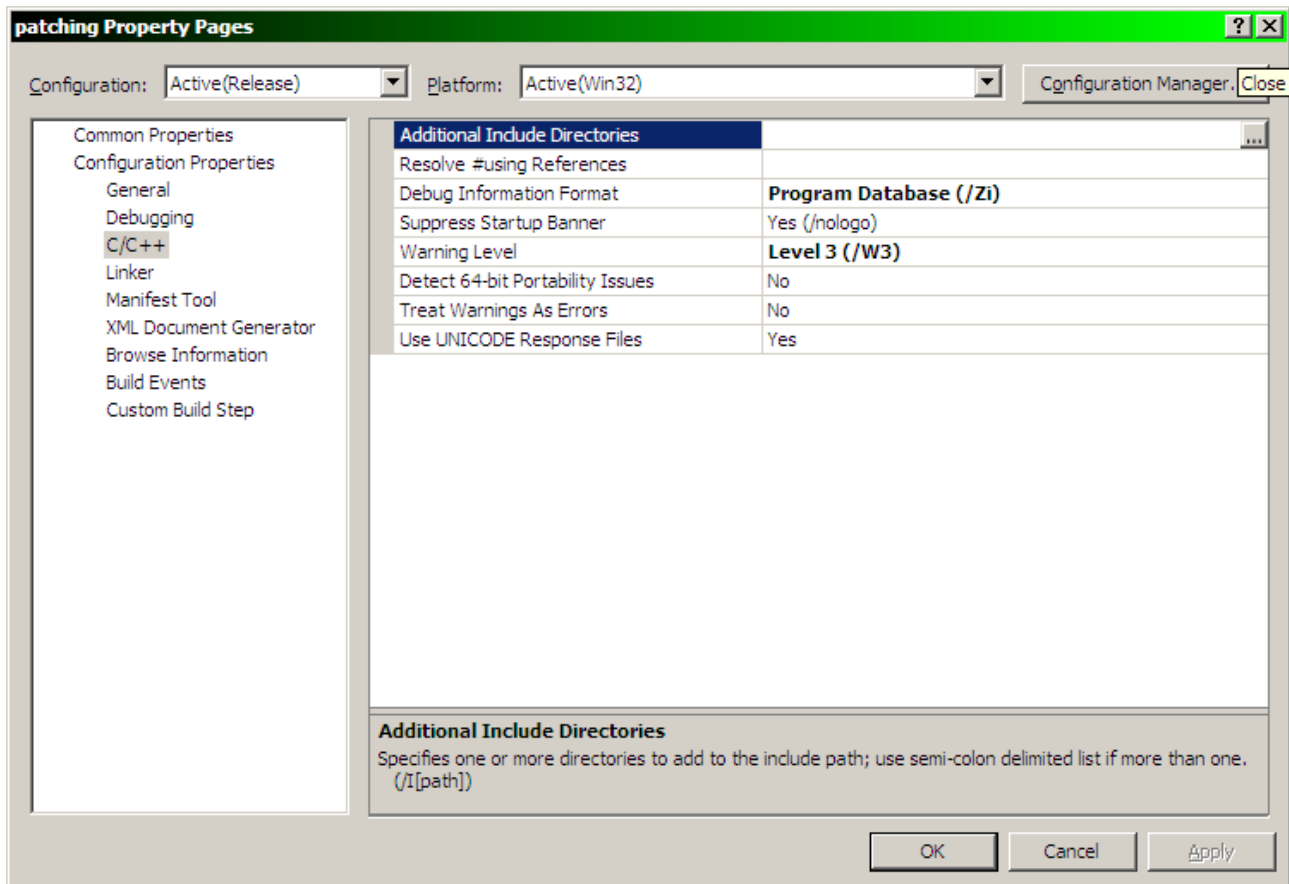 patching Property Pages
Configuration: Active(Release) Platform: Active(Win32) Configuration Manager. Close
Common Properties
Configuration Properties
General
Debugging
C/C++
Linker
Manifest Tool
XML Document Generator
Browse Information
Build Events
Custom Build Step
Additional Include Directories ...
Resolve #using References
Debug Information Format Program Database (/Zi)
Suppress Startup Banner Yes (/nologo)
Warning Level Level 3 (/W3)
Detect 64-bit Portability Issues No
Treat Warnings As Errors No
Use UNICODE Response Files Yes
Additional Include Directories
Specifies one or more directories to add to the include path; use semi-colon delimited list if more than one.
(/I[path])
OK Cancel Apply